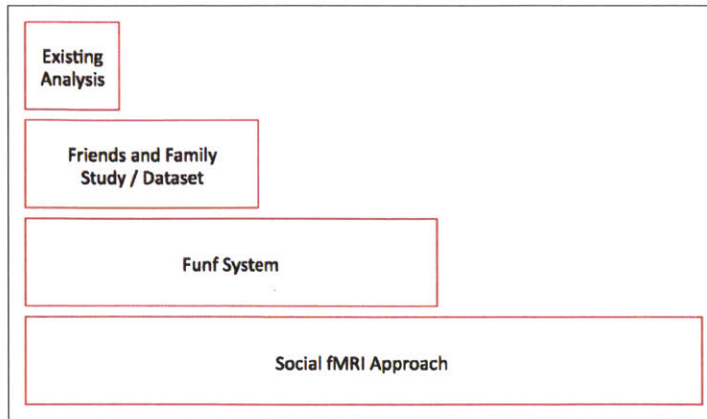 Existing
Analysis
Friends and Family
Study / Dataset
Funf System
Social fMRI Approach